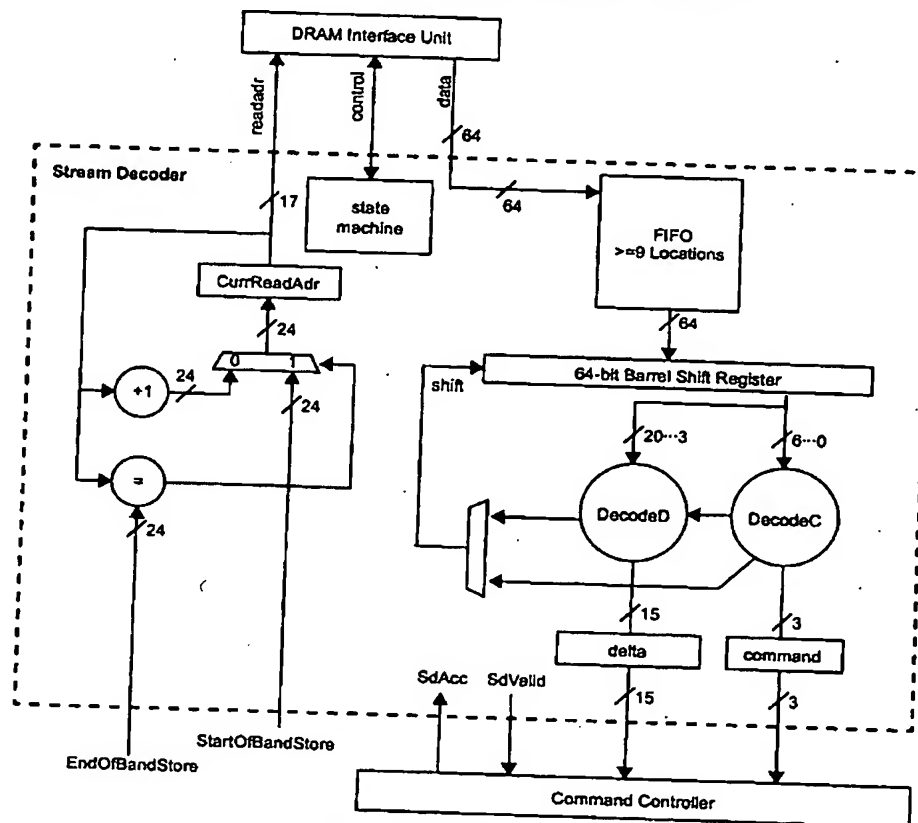 DRAM Interface Unit
readadr
control
data
64
Stream Decoder
17
state
machine
64
FIFO
>=9 Locations
CurrReadAdr
24
64
0 1
shift
64-bit Barrel Shift Register
+1
24
24
20···3
6···0
=
DecodeD
DecodeC
24
15
3
delta
command
SdAcc
SdValid
15
3
StartOfBandStore
EndOfBandStore
Command Controller